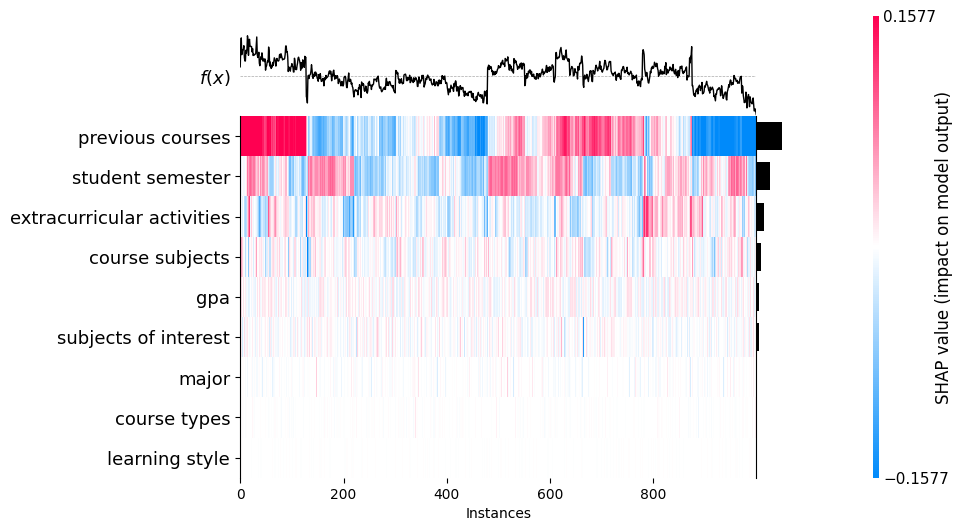 0.1577
f(x)
previous courses
student semester
extracurricular activities
course subjects
gpa
subjects of interest
major
course types
learning style
0 200 400 600 800
Instances
−0.1577
SHAP value (impact on model output)